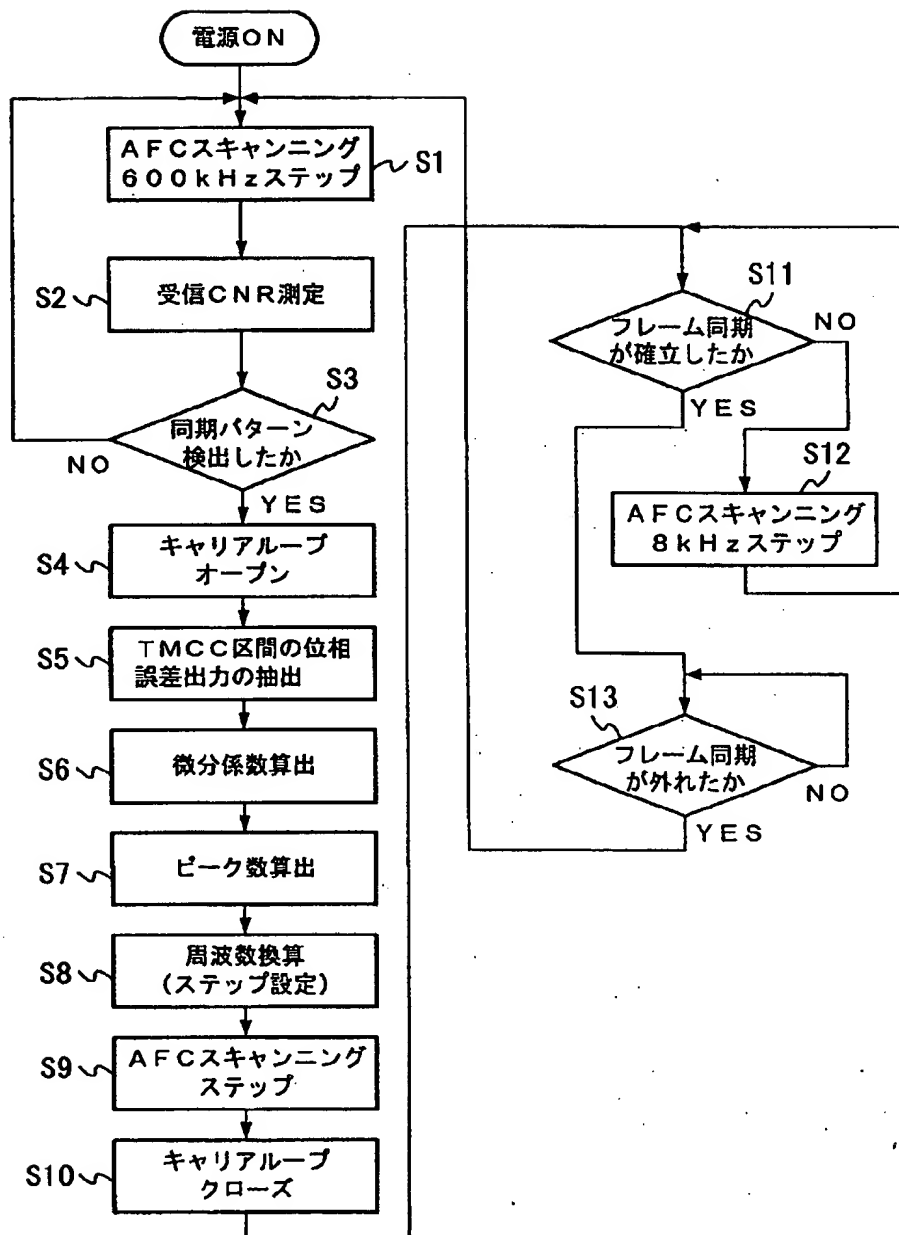 電源ON
AFCスキャンニング
600kHzステップ
S1
S2
受信CNR測定
S3
同期パターン
検出したか
NO
YES
S4
キャリアループ
オープン
S5
TMCC区間の位相
誤差出力の抽出
S6
微分係数算出
S7
ピーク数算出
S8
周波数換算
(ステップ設定)
S9
AFCスキャンニング
ステップ
S10
キャリアループ
クローズ
S11
フレーム同期
が確立したか
NO
YES
S12
AFCスキャンニング
8kHzステップ
S13
フレーム同期
が外れたか
NO
YES